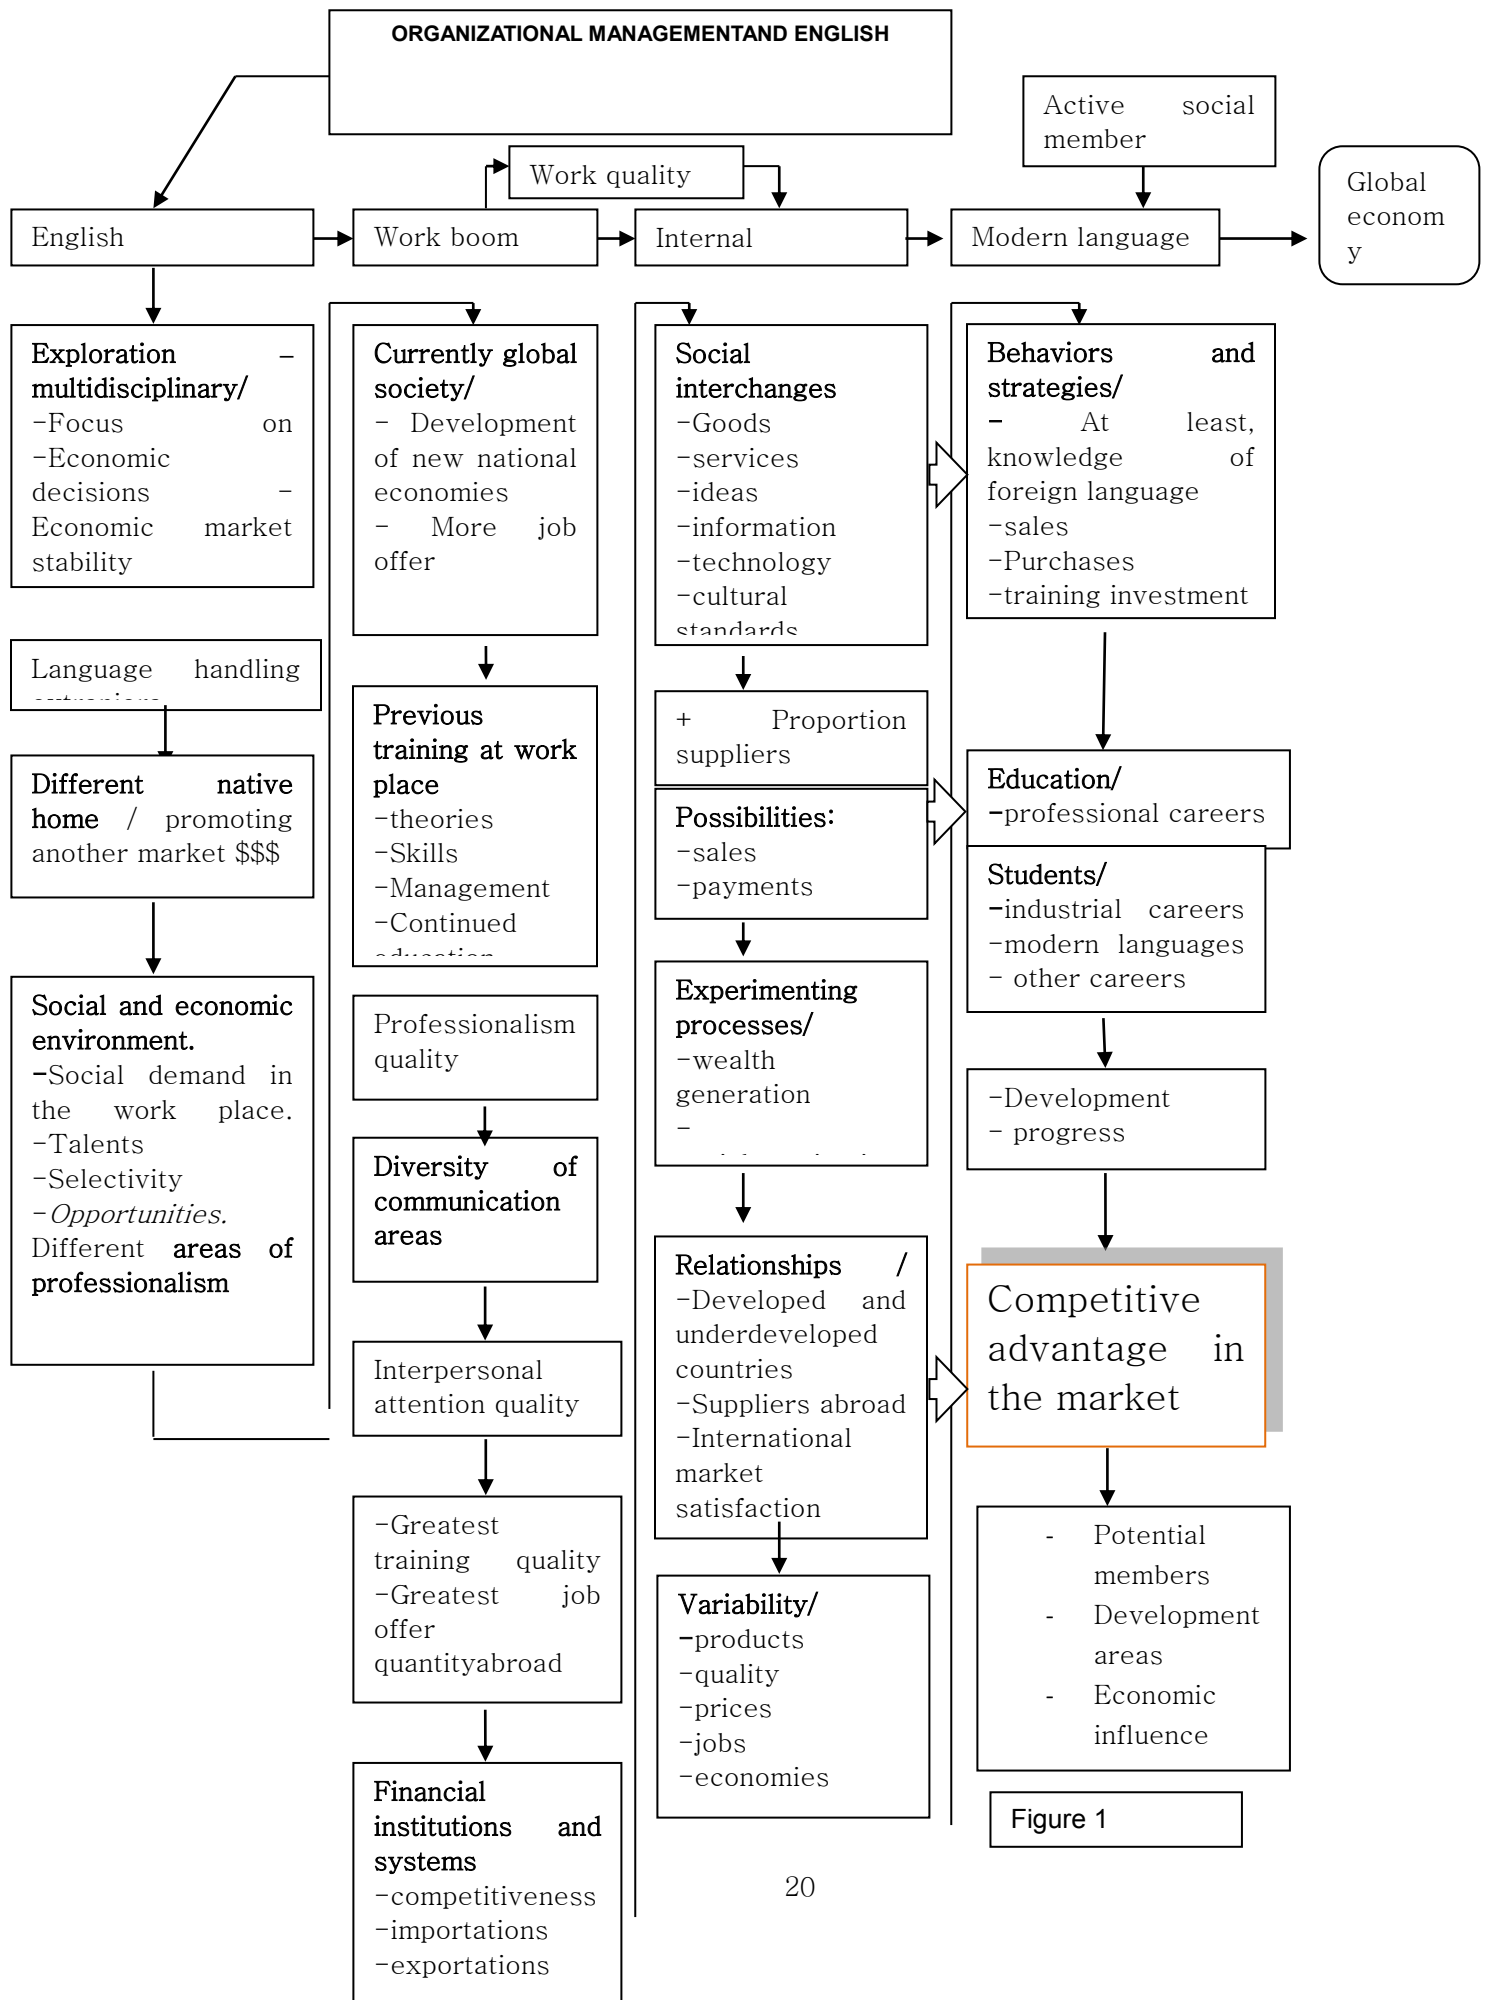 ORGANIZATIONAL MANAGEMENTAND ENGLISH
Active social
member
Work quality
Global
econom
y
English
Work boom
Internal
Modern language
Exploration –
multidisciplinary/
-Focus on
-Economic
decisions -
Economic market
stability
Language handling
Different native
home / promoting
another market $$$
Social and economic
environment.
-Social demand in
the work place.
-Talents
-Selectivity
-Opportunities.
Different areas of
professionalism
Currently global
society/
- Development
of new national
economies
- More job
offer
Previous
training at work
place
-theories
-Skills
-Management
-Continued
education
Professionalism
quality
Diversity of
communication
areas
Interpersonal
attention quality
-Greatest
training quality
-Greatest job
offer
quantityabroad
Financial
institutions and
systems
-competitiveness
-importations
-exportations
Social
interchanges
-Goods
-services
-ideas
-information
-technology
-cultural
standards
+ Proportion
suppliers
Possibilities:
-sales
-payments
Experimenting
processes/
-wealth
generation
-
Relationships /
-Developed and
underdeveloped
countries
-Suppliers abroad
-International
market
satisfaction
Variability/
-products
-quality
-prices
-jobs
-economies
Behaviors and
strategies/
- At least,
knowledge of
foreign language
-sales
-Purchases
-training investment
Education/
-professional careers
Students/
-industrial careers
-modern languages
- other careers
-Development
- progress
Competitive
advantage in
the market
- Potential
members
- Development
areas
- Economic
influence
Figure 1
20